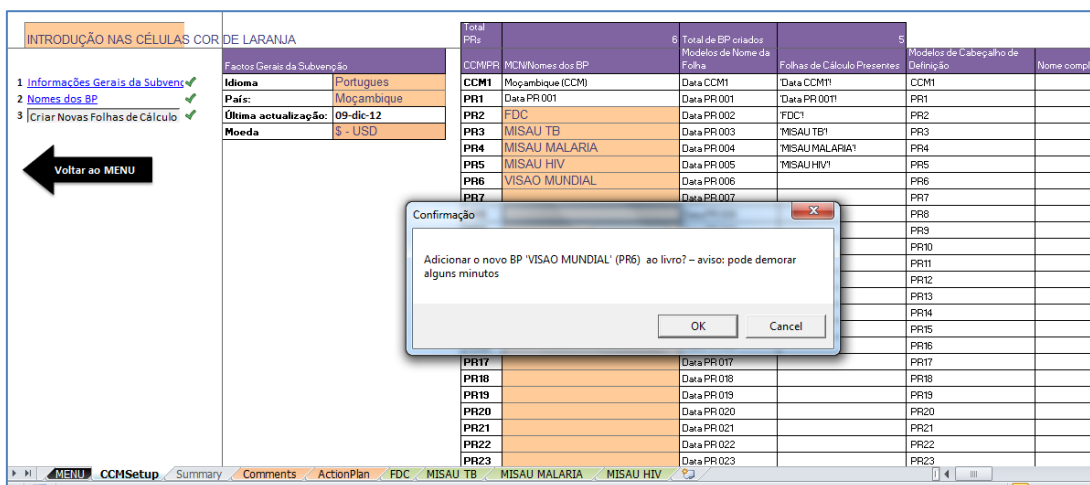 INTRODUÇÃO NAS CÉLULAS COR DE LARANJA
Total PRs 6 Total de BP criados 5
Factos Gerais da Subvenção CCM/PR MCN/Nomes dos BP Modelos de Nome da Folha Folhas de Cálculo Presentes Modelos de Cabeçalho de Definição Nome compl
1 Informações Gerais da Subvenç Idioma Portugues CCM1 Moçambique (CCM) Data CCM1 'Data CCM1'! CCM1
2 Nomes dos BP País: Moçambique PR1 Data PR 001 Data PR 001 'Data PR 001'! PR1
3 Criar Novas Folhas de Cálculo Última actualização: 09-dic-12 PR2 FDC Data PR 002 'FDC'! PR2
Moeda $ - USD PR3 MISAU TB Data PR 003 'MISAU TB'! PR3
PR4 MISAU MALARIA Data PR 004 'MISAU MALARIA'! PR4
Voltar ao MENU PR5 MISAU HIV Data PR 005 'MISAU HIV'! PR5
PR6 VISAO MUNDIAL Data PR 006 PR6
PR7 Data PR 007 PR7
Confirmação PR8
PR9
Adicionar o novo BP 'VISAO MUNDIAL' (PR6) ao livro? – aviso: pode demorar
alguns minutos
PR10
PR11
PR12
PR13
PR14
OK Cancel PR15
PR16
PR17 Data PR 017 PR17
PR18 Data PR 018 PR18
PR19 Data PR 019 PR19
PR20 Data PR 020 PR20
PR21 Data PR 021 PR21
PR22 Data PR 022 PR22
PR23 Data PR 023 PR23
MENU CCMSetup Summary Comments ActionPlan FDC MISAU TB MISAU MALARIA MISAU HIV